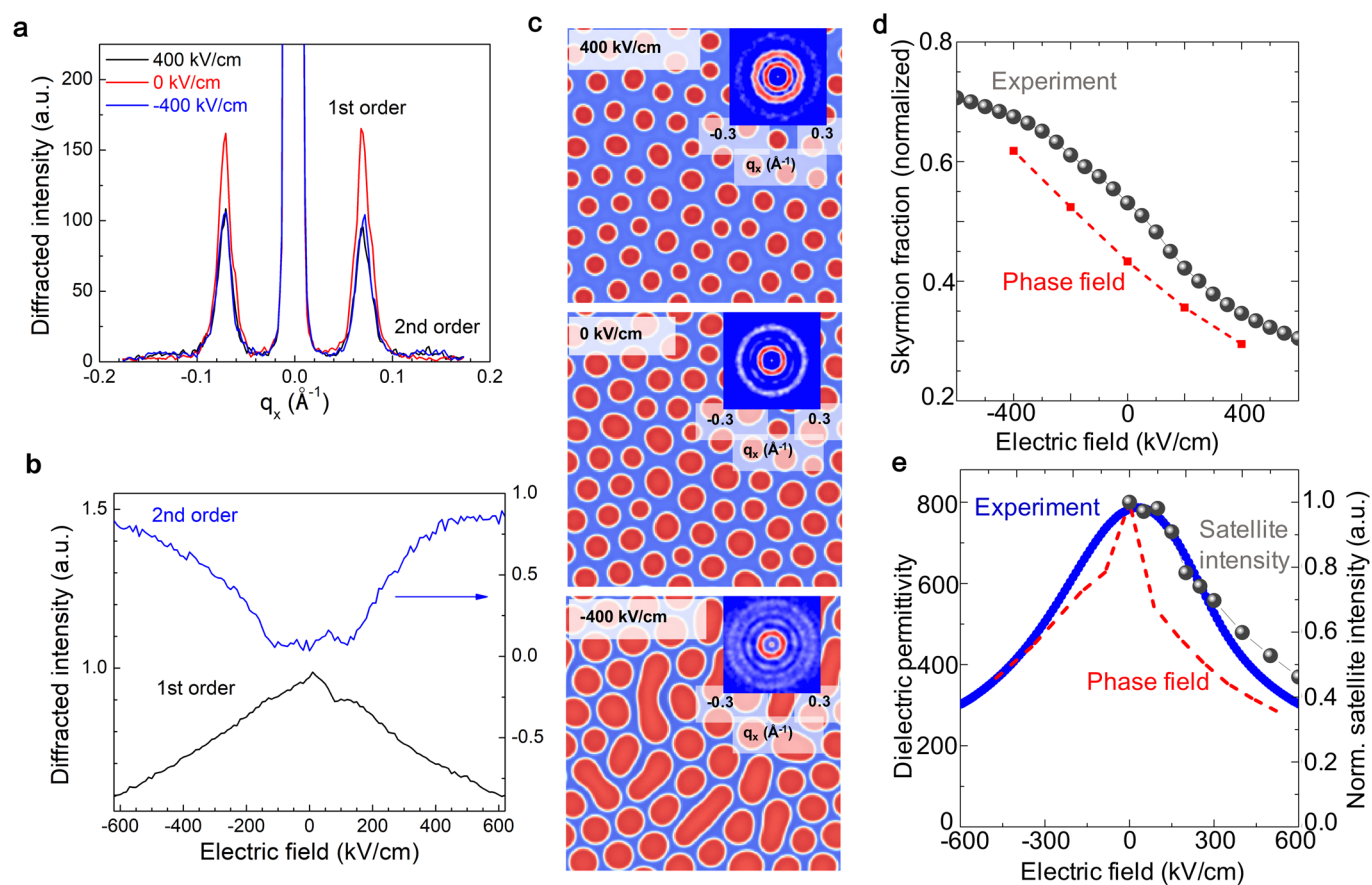 a
Diffracted intensity (a.u.)
200
150
100
50
0
400 kV/cm
0 kV/cm
-400 kV/cm
1st order
2nd order
-0.2 -0.1 0.0 0.1 0.2
qx (Å-1)
b
Diffracted intensity (a.u.)
1.5
1.0
2nd order
1st order
1.0
0.5
0.0
-0.5
-600 -400 -200 0 200 400 600
Electric field (kV/cm)
c
400 kV/cm
-0.3 0.3
qx (Å-1)
0 kV/cm
-0.3 0.3
qx (Å-1)
-400 kV/cm
-0.3 0.3
qx (Å-1)
d
Skyrmion fraction (normalized)
0.8
0.6
0.4
0.2
Experiment
Phase field
-400 0 400
Electric field (kV/cm)
e
Dielectric permittivity
800
600
400
200
0
Experiment
Satellite
intensity
Phase field
1.0
0.8
0.6
0.4
0.2
0.0
Norm. satellite intensity (a.u.)
-600 -300 0 300 600
Electric field (kV/cm)